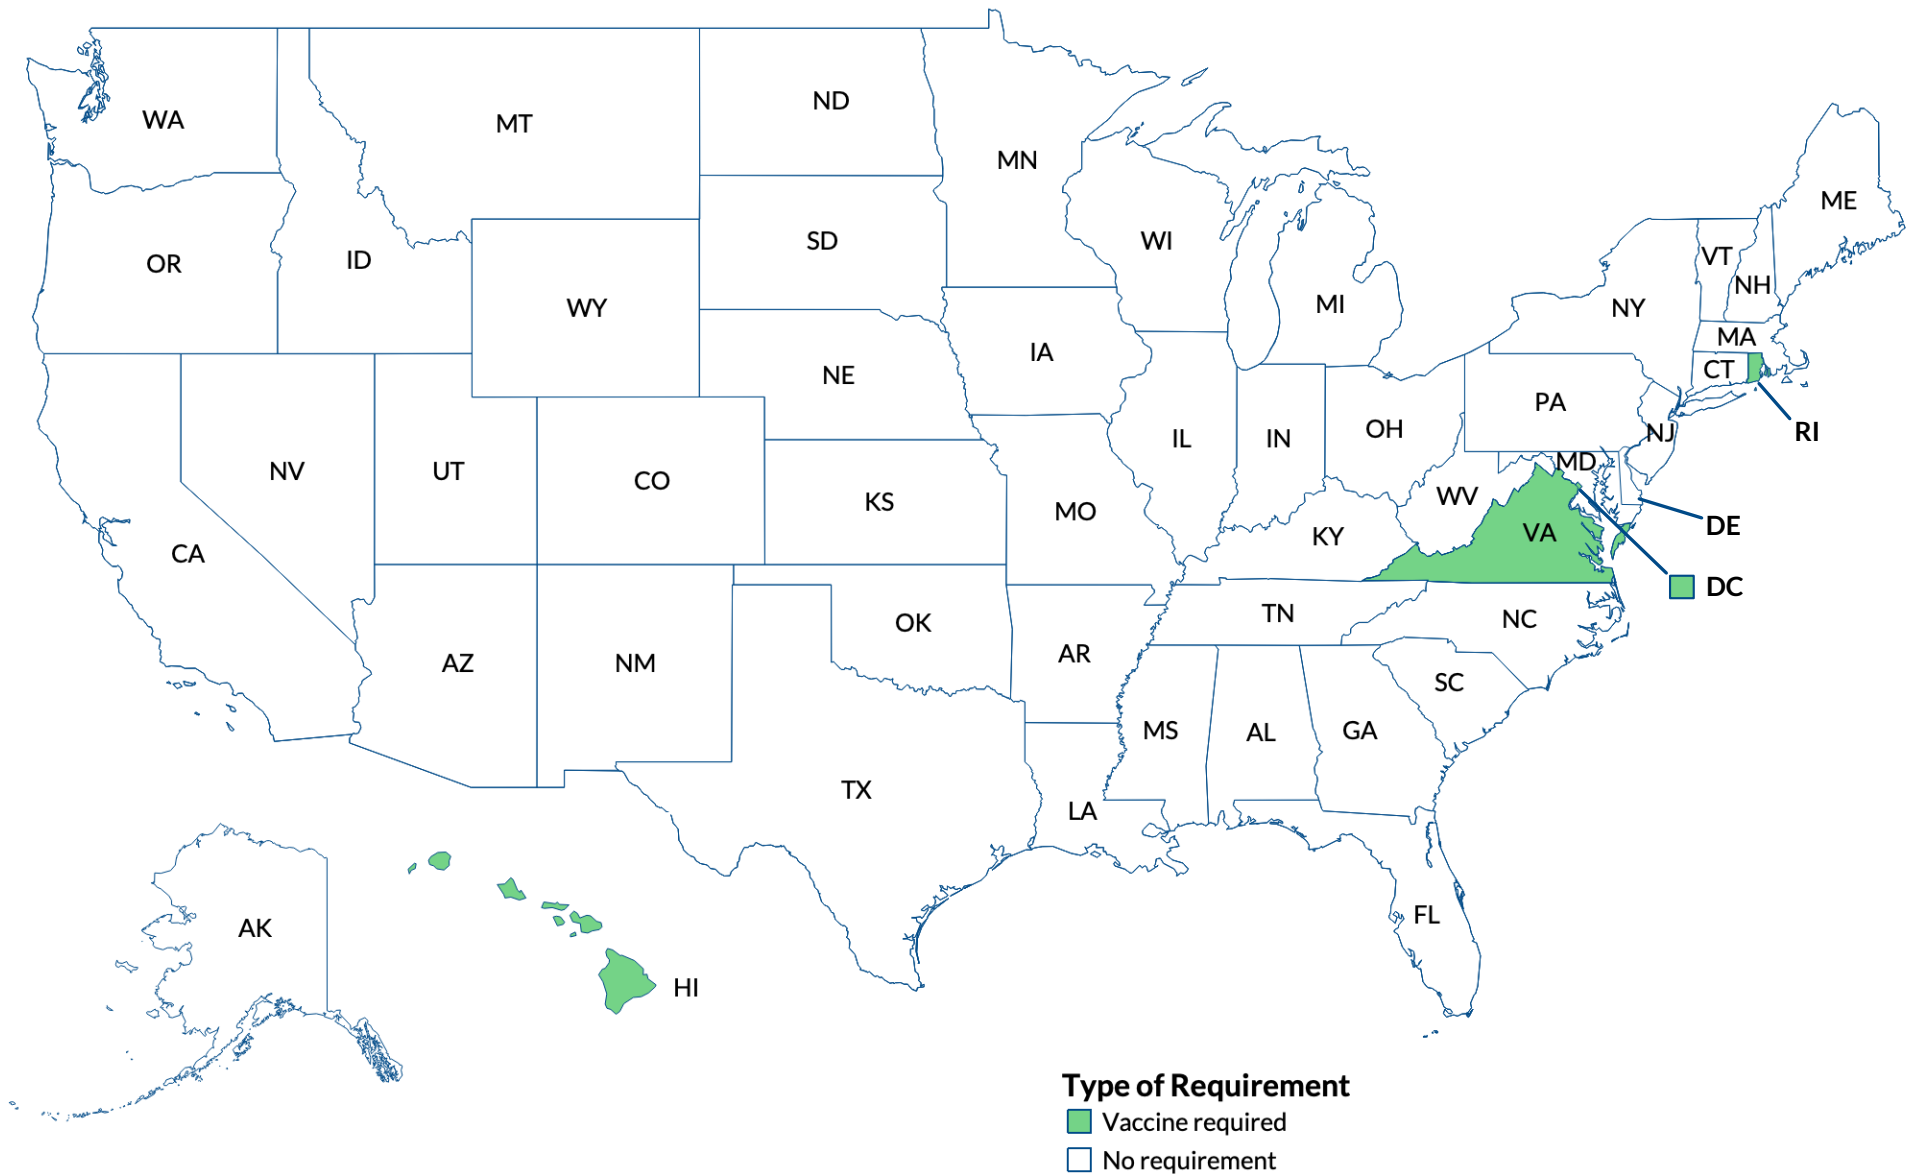 WA
MT
ND
MN
ME
OR
ID
SD
WI
VT
NH
WY
MI
NY
IA
MA
NE
CT
PA
RI
NV
UT
CO
IL
IN
OH
NJ
KS
MD
MO
WV
DE
CA
KY
VA
DC
OK
TN
NC
AZ
NM
AR
SC
MS
AL
GA
TX
LA
AK
FL
HI
Type of Requirement
Vaccine required
No requirement